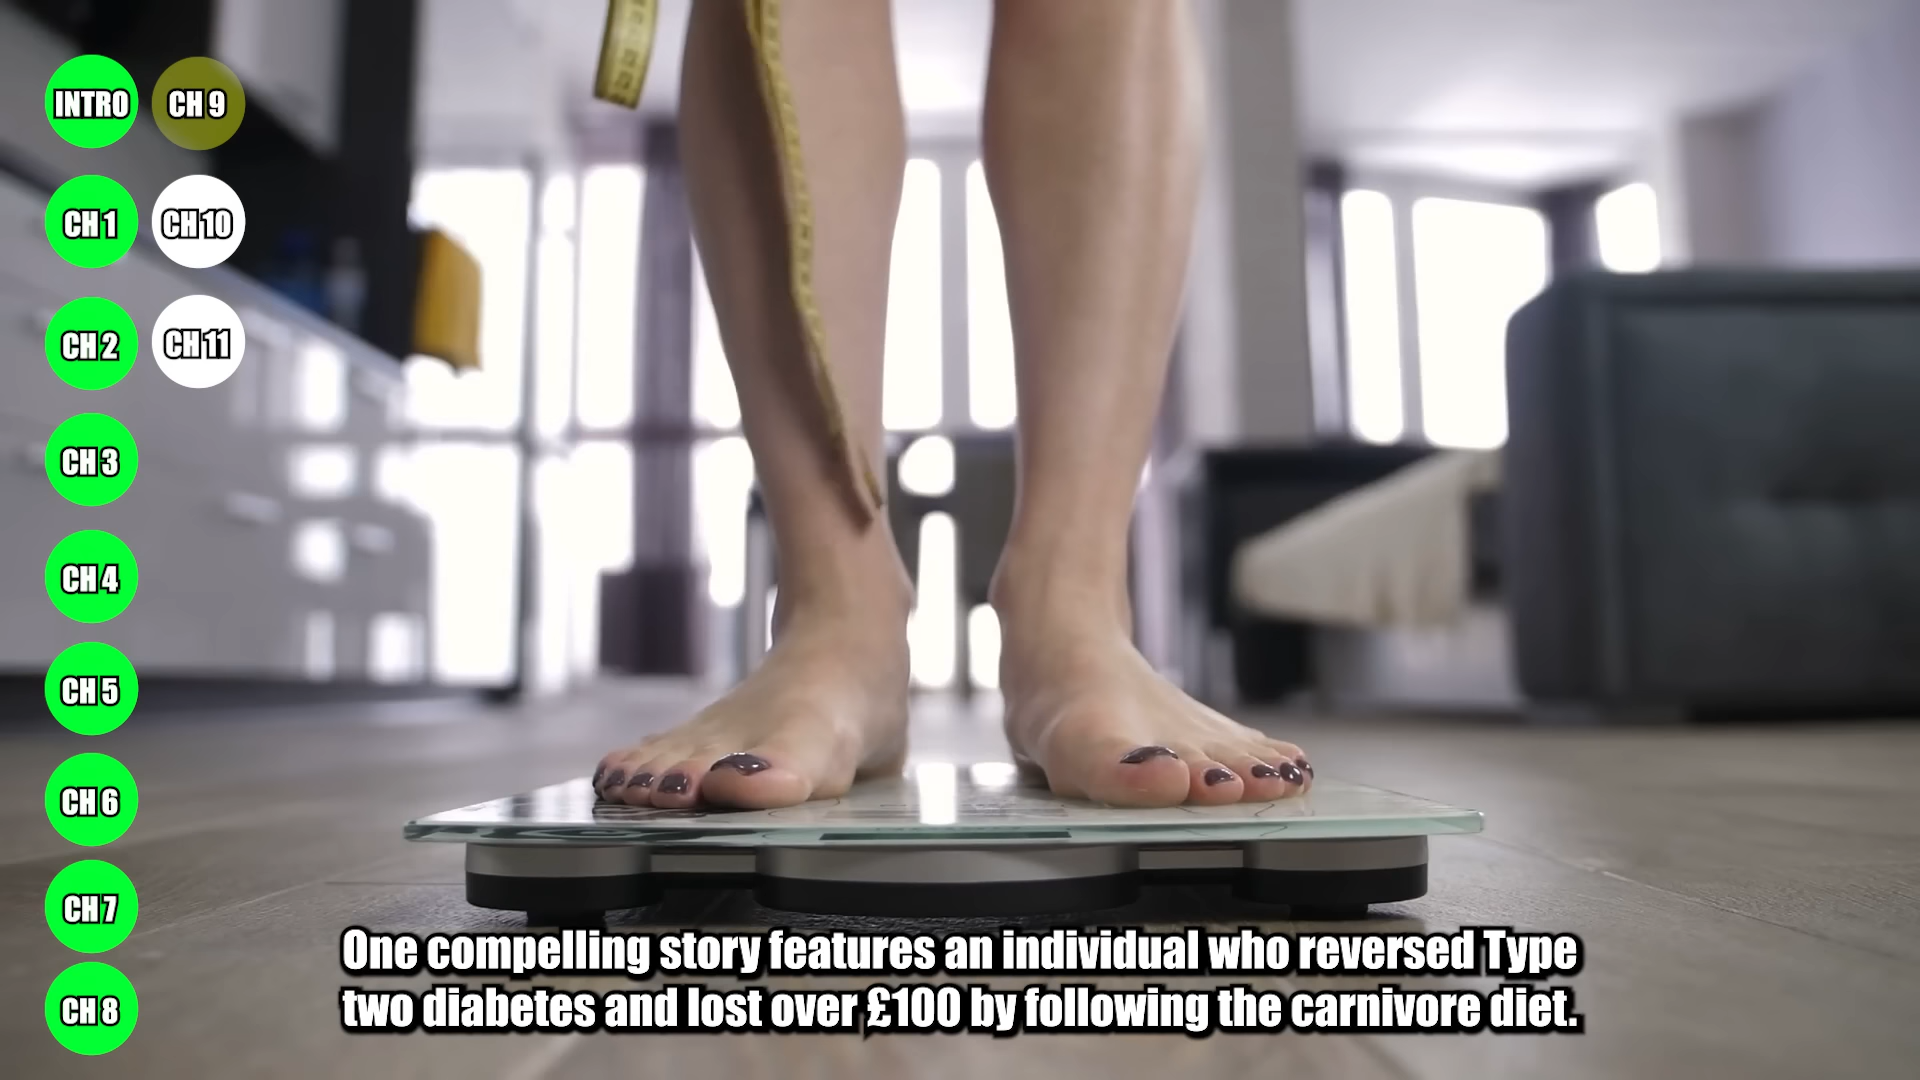 INTRO
CH 9
CH 1
CH 10
CH 2
CH 11
CH 3
CH 4
CH 5
CH 6
CH 7
CH 8
One compelling story features an individual who reversed Type
two diabetes and lost over £100 by following the carnivore diet.